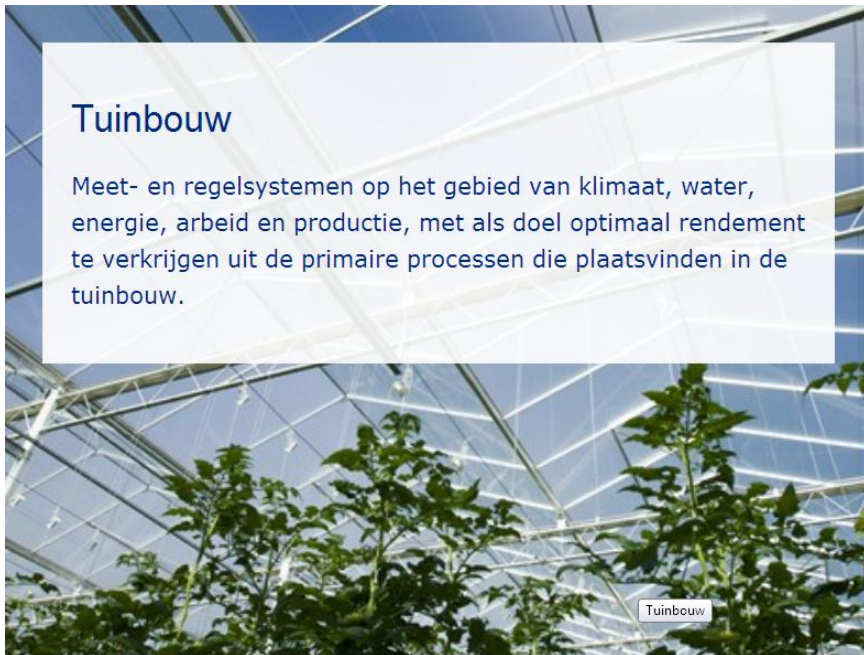 Tuinbouw
Meet- en regelsystemen op het gebied van klimaat, water,
energie, arbeid en productie, met als doel optimaal rendement
te verkrijgen uit de primaire processen die plaatsvinden in de
tuinbouw.
Tuinbouw